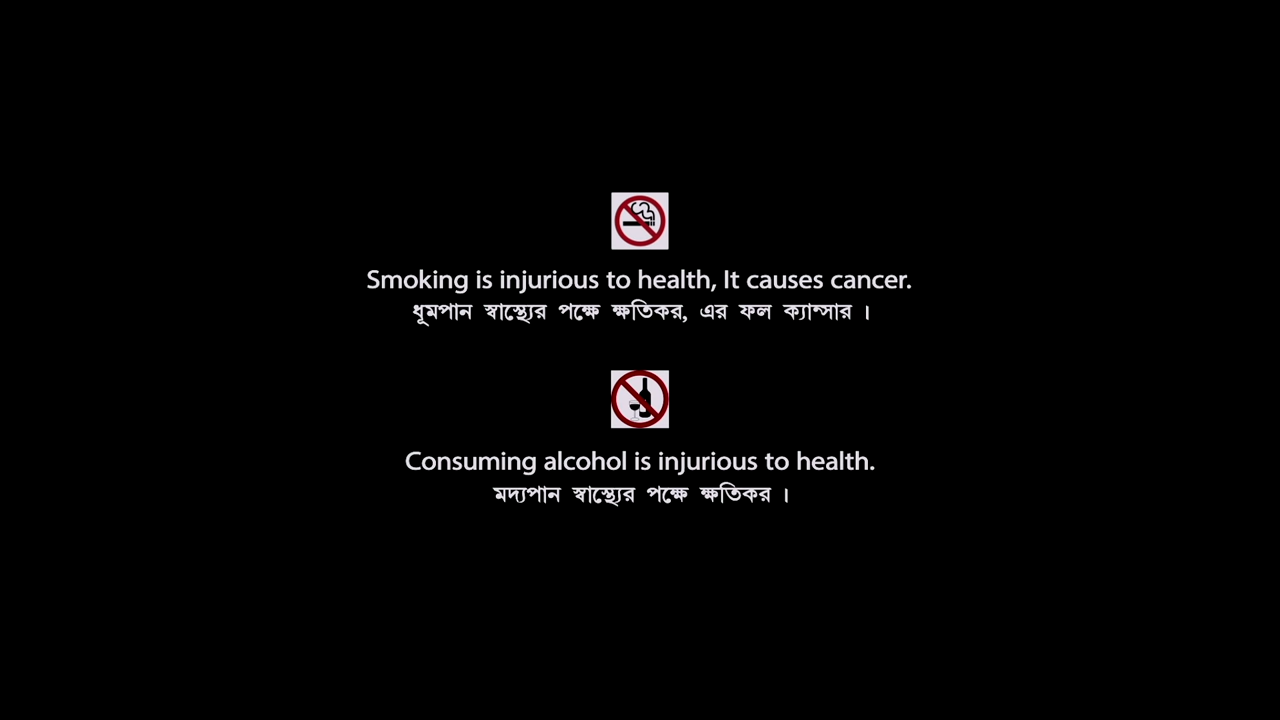 Smoking is injurious to health, It causes cancer.
ধূমপান স্বাস্থ্যের পক্ষে ক্ষতিকর, এর ফল ক্যান্সার ।
Consuming alcohol is injurious to health.
মদ্যপান স্বাস্থ্যের পক্ষে ক্ষতিকর ।